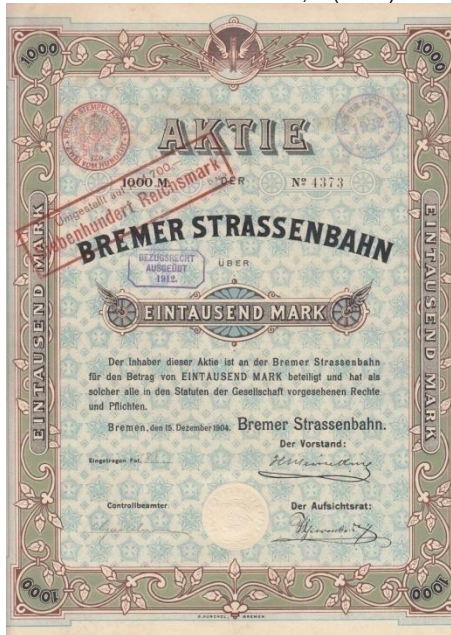 1000
1000
AKTIE
1000 M. DER Nº 4373
Umgestellt auf 700.-
Siebenhundert Reichsmark
BREMER STRASSENBAHN
ÜBER
BEZUGSRECHT
AUSGEÜBT
1912.
EINTAUSEND MARK
EINTAUSEND MARK
EINTAUSEND MARK
Der Inhaber dieser Aktie ist an der Bremer Strassenbahn
für den Betrag von EINTAUSEND MARK beteiligt und hat als
solcher alle in den Statuten der Gesellschaft vorgesehenen Rechte
und Pflichten.
Bremen, den 15. Dezember 1904. Bremer Strassenbahn.
Der Vorstand:
Eingetragen Fol.
Controllbeamter
Der Aufsichtsrat:
1000
1000
BREMEN.